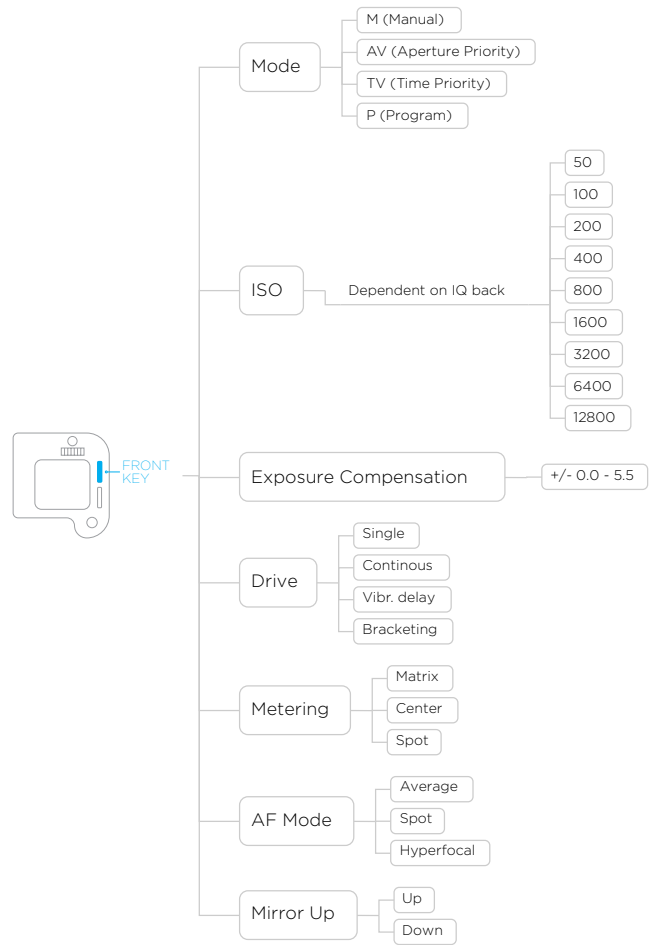 Mode
M (Manual)
AV (Aperture Priority)
TV (Time Priority)
P (Program)
ISO
Dependent on IQ back
50
100
200
400
800
1600
3200
6400
12800
FRONT
KEY
Exposure Compensation
+/- 0.0 - 5.5
Drive
Single
Continous
Vibr. delay
Bracketing
Metering
Matrix
Center
Spot
AF Mode
Average
Spot
Hyperfocal
Mirror Up
Up
Down